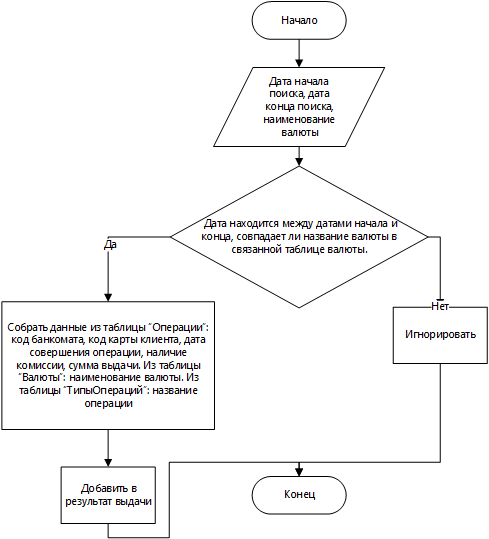 Начало
Дата начала
поиска, дата
конца поиска,
наименование
валюты
Дата находится между датами начала и
конца, совпадает ли название валюты в
связанной таблице валюты.
Да
Нет
Собрать данные из таблицы "Операции":
код банкомата, код карты клиента, дата
совершения операции, наличие
комиссии, сумма выдачи. Из таблицы
"Валюты": наименование валюты. Из
таблицы "ТипыОпераций": название
операции
Игнорировать
Добавить в
результат выдачи
Конец